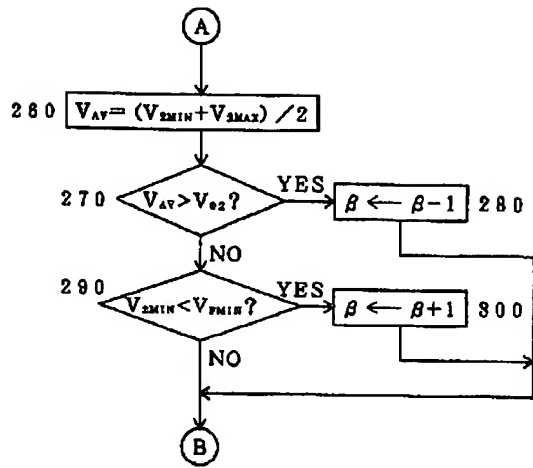 A
260 V_AV=(V_2MIN+V_2MAX)/2
270 V_AV>V_02? YES β ← β-1 280
NO
290 V_2MIN<V_FMIN? YES β ← β+1 300
NO
B